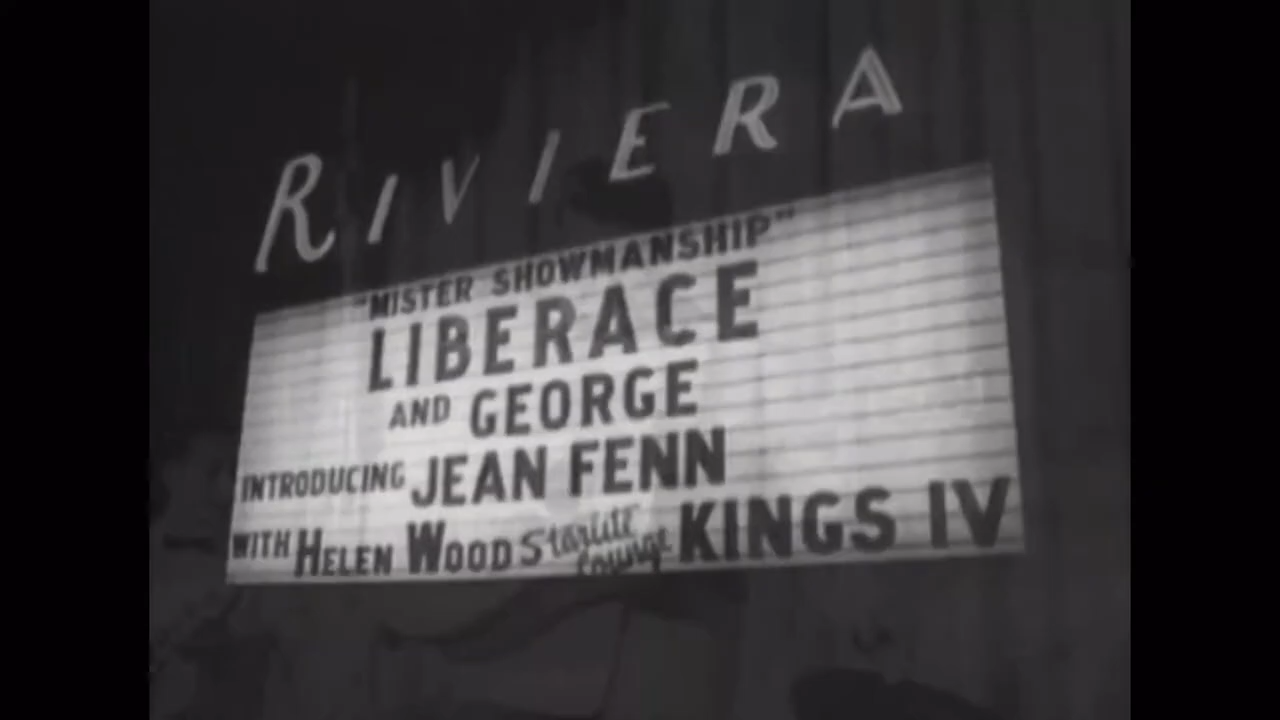 RIVIERA
"MISTER SHOWMANSHIP"
LIBERACE
AND GEORGE
INTRODUCING JEAN FENN
WITH HELEN WOOD Starlite Lounge KINGS IV